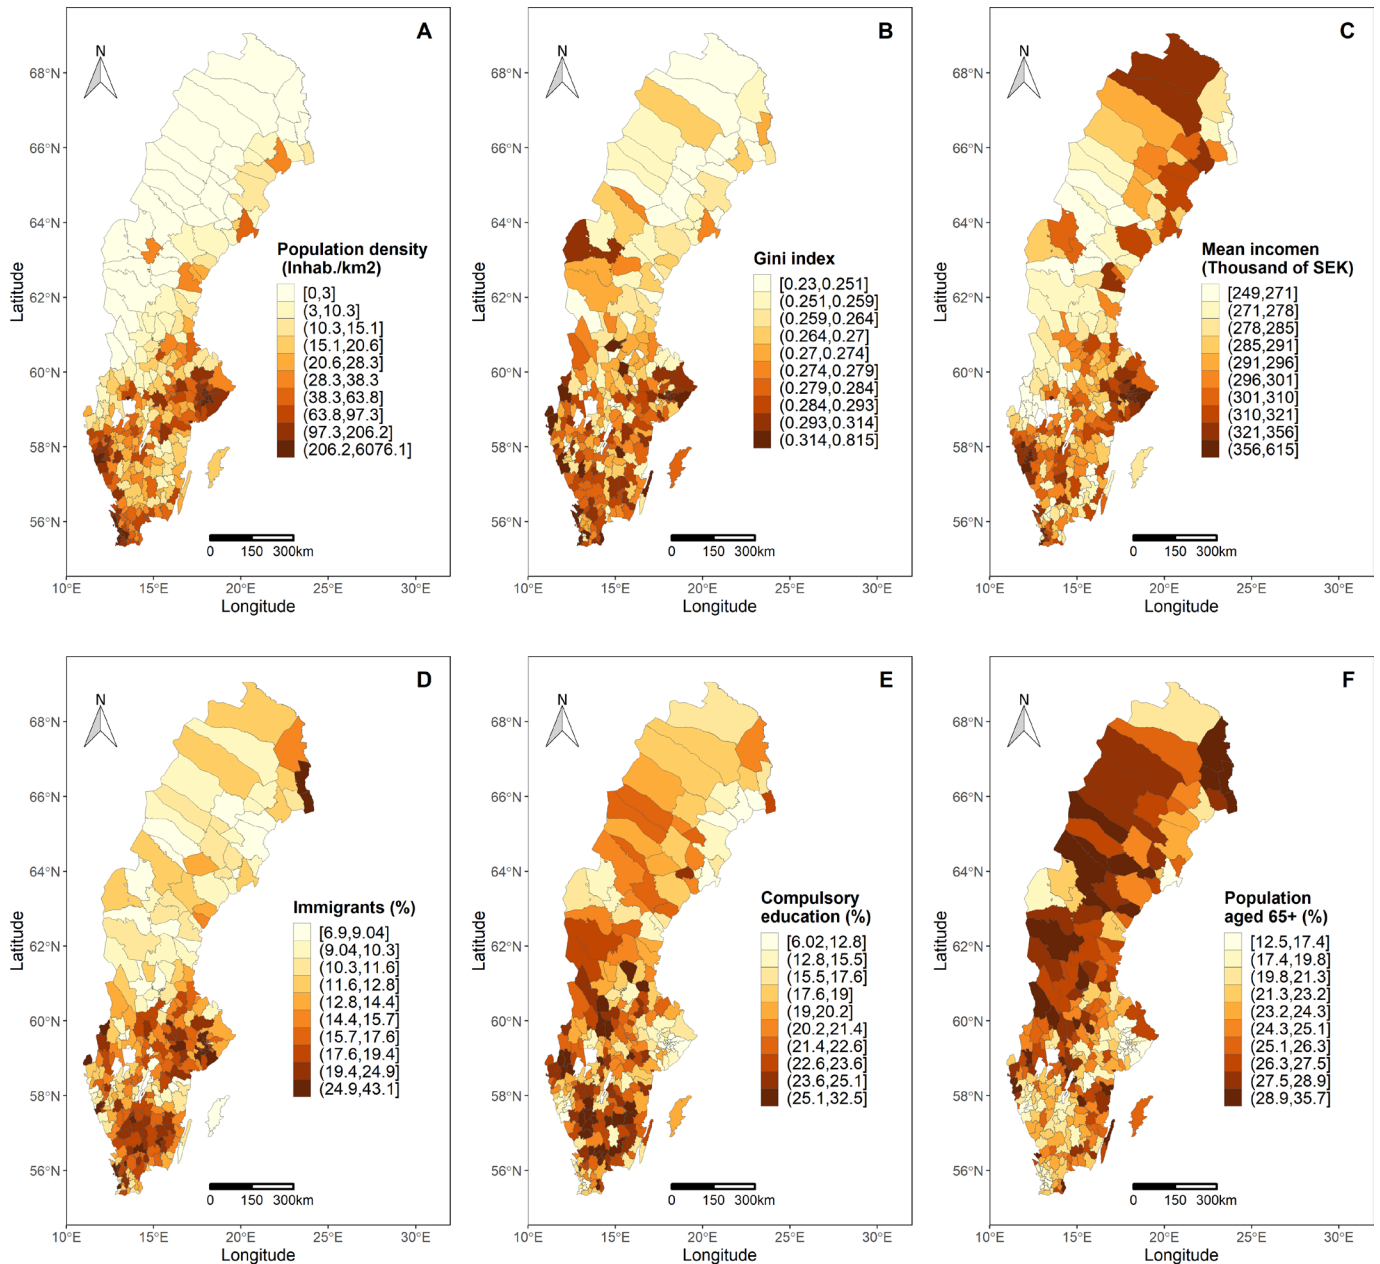 A
N
68°N
66°N
64°N
62°N
60°N
58°N
56°N
Latitude
Population density
(Inhab./km2)
[0,3]
(3,10.3]
(10.3,15.1]
(15.1,20.6]
(20.6,28.3]
(28.3,38.3
(38.3,63.8]
(63.8,97.3]
(97.3,206.2]
(206.2,6076.1]
0 150 300km
10°E 15°E 20°E 25°E 30°E
Longitude
B
N
68°N
66°N
64°N
62°N
60°N
58°N
56°N
Latitude
Gini index
[0.23,0.251]
(0.251,0.259]
(0.259,0.264]
(0.264,0.27]
(0.27,0.274]
(0.274,0.279]
(0.279,0.284]
(0.284,0.293]
(0.293,0.314]
(0.314,0.815]
0 150 300km
10°E 15°E 20°E 25°E 30°E
Longitude
C
N
68°N
66°N
64°N
62°N
60°N
58°N
56°N
Latitude
Mean incomen
(Thousand of SEK)
[249,271]
(271,278]
(278,285]
(285,291]
(291,296]
(296,301]
(301,310]
(310,321]
(321,356]
(356,615]
0 150 300km
10°E 15°E 20°E 25°E 30°E
Longitude
D
N
68°N
66°N
64°N
62°N
60°N
58°N
56°N
Latitude
Immigrants (%)
[6.9,9.04]
(9.04,10.3]
(10.3,11.6]
(11.6,12.8]
(12.8,14.4]
(14.4,15.7]
(15.7,17.6]
(17.6,19.4]
(19.4,24.9]
(24.9,43.1]
0 150 300km
10°E 15°E 20°E 25°E 30°E
Longitude
E
N
68°N
66°N
64°N
62°N
60°N
58°N
56°N
Latitude
Compulsory
education (%)
[6.02,12.8]
(12.8,15.5]
(15.5,17.6]
(17.6,19]
(19,20.2]
(20.2,21.4]
(21.4,22.6]
(22.6,23.6]
(23.6,25.1]
(25.1,32.5]
0 150 300km
10°E 15°E 20°E 25°E 30°E
Longitude
F
N
68°N
66°N
64°N
62°N
60°N
58°N
56°N
Latitude
Population
aged 65+ (%)
[12.5,17.4]
(17.4,19.8]
(19.8,21.3]
(21.3,23.2]
(23.2,24.3]
(24.3,25.1]
(25.1,26.3]
(26.3,27.5]
(27.5,28.9]
(28.9,35.7]
0 150 300km
10°E 15°E 20°E 25°E 30°E
Longitude